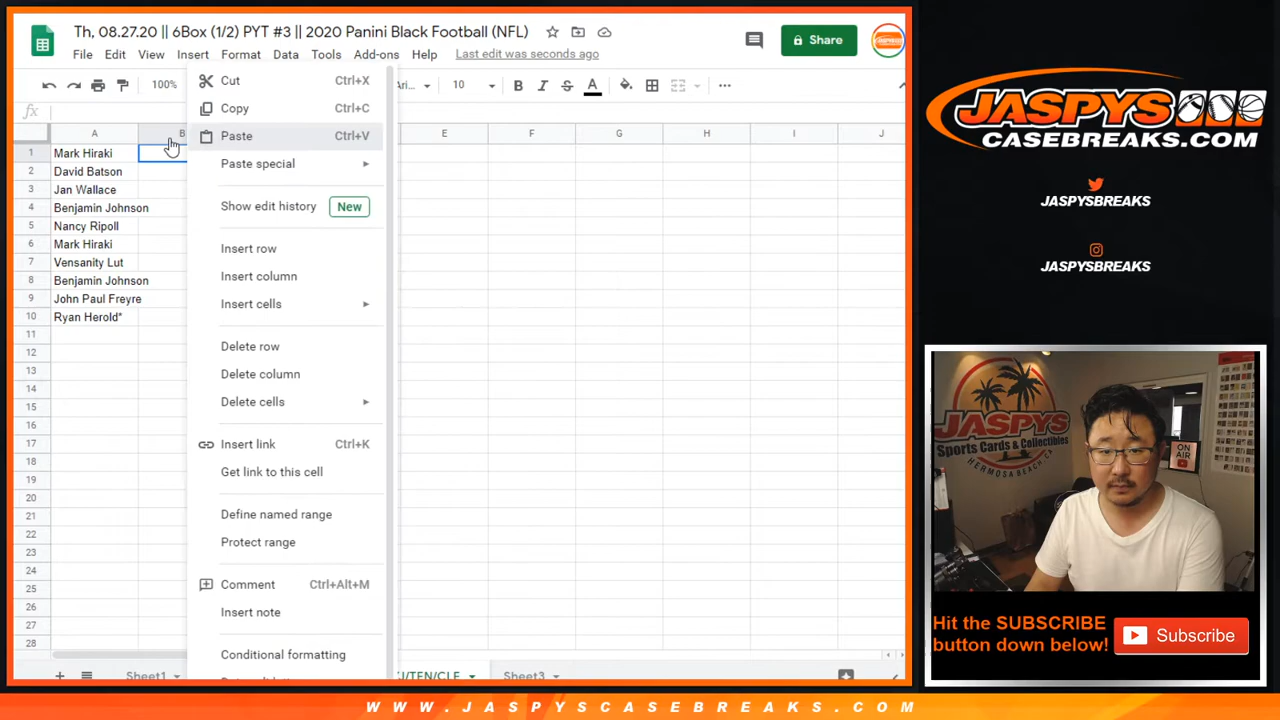 Th, 08.27.20 || 6Box (1/2) PYT #3 || 2020 Panini Black Football (NFL)
File Edit View Insert Format Data Tools Add-ons Help Last edit was seconds ago
Share
100% Ari... 10 B I S A
fx
A B E F G H I J
1 Mark Hiraki
2 David Batson
3 Jan Wallace
4 Benjamin Johnson
5 Nancy Ripoll
6 Mark Hiraki
7 Vensanity Lut
8 Benjamin Johnson
9 John Paul Freyre
10 Ryan Herold*
11
12
13
14
15
16
17
18
19
20
21
22
23
24
25
26
27
28
Cut Ctrl+X
Copy Ctrl+C
Paste Ctrl+V
Paste special
Show edit history New
Insert row
Insert column
Insert cells
Delete row
Delete column
Delete cells
Insert link Ctrl+K
Get link to this cell
Define named range
Protect range
Comment Ctrl+Alt+M
Insert note
Conditional formatting
Sheet1
/TEN/CLE
Sheet3
JASPYS
CASEBREAKS.COM
JASPYSBREAKS
JASPYSBREAKS
JASPYS
Sports Cards & Collectibles
HERMOSA BEACH, CA
ON AIR
Hit the SUBSCRIBE
button down below!
Subscribe
WWW.JASPYSCASEBREAKS.COM